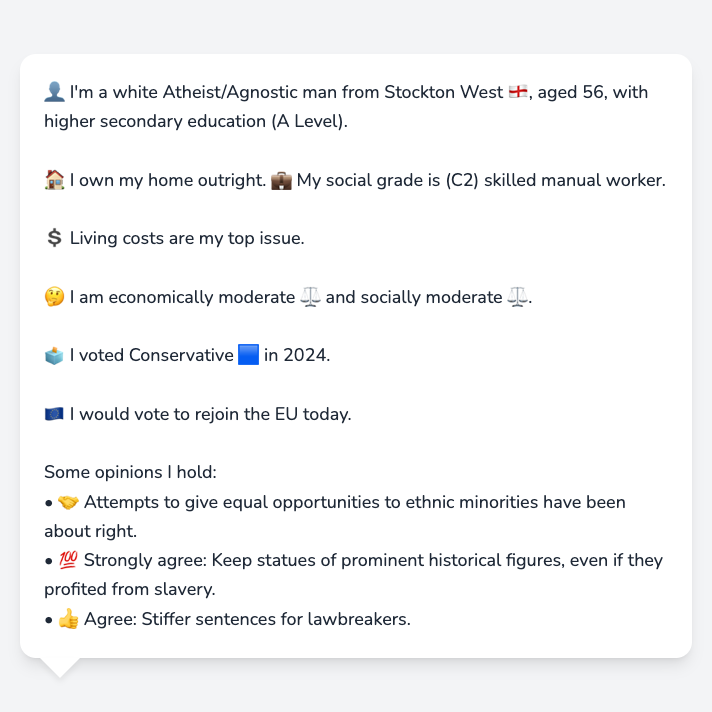 👤 I'm a white Atheist/Agnostic man from Stockton West 🏴󠁧󠁢󠁥󠁮󠁧󠁿, aged 56, with
higher secondary education (A Level).
🏠 I own my home outright. 💼 My social grade is (C2) skilled manual worker.
💲 Living costs are my top issue.
🤔 I am economically moderate ⚖️ and socially moderate ⚖️.
🗳️ I voted Conservative 🟦 in 2024.
🇪🇺 I would vote to rejoin the EU today.
Some opinions I hold:
• 🤝 Attempts to give equal opportunities to ethnic minorities have been
about right.
• 💯 Strongly agree: Keep statues of prominent historical figures, even if they
profited from slavery.
• 👍 Agree: Stiffer sentences for lawbreakers.